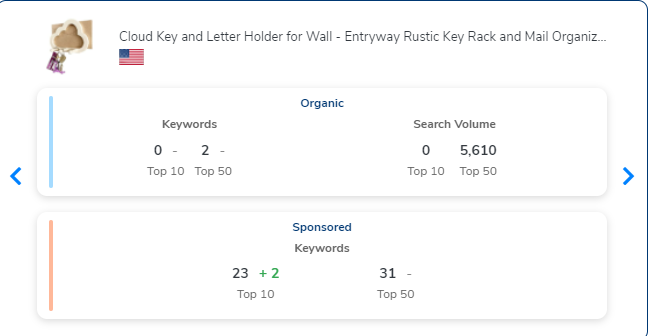 Cloud Key and Letter Holder for Wall - Entryway Rustic Key Rack and Mail Organiz...
Organic
Keywords
Search Volume
0 - 2 -
0 5,610
Top 10 Top 50
Top 10 Top 50
Sponsored
Keywords
23 + 2 31 -
Top 10 Top 50